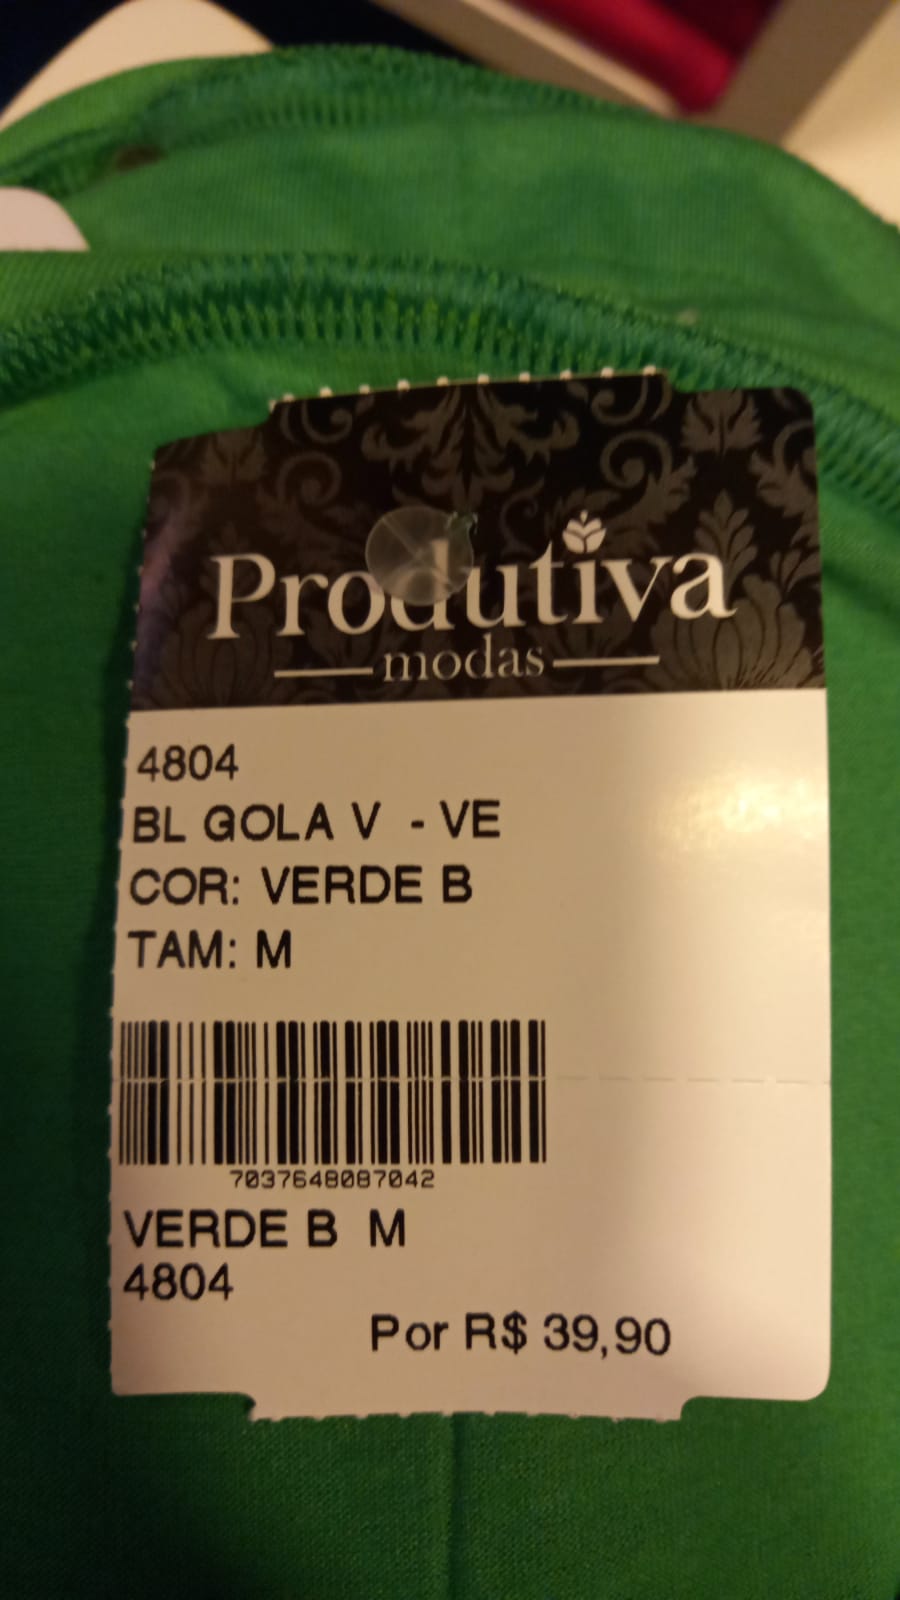 Produtiva
modas
4804
BL GOLA V - VE
COR: VERDE B
TAM: M
7037648087042
VERDE B M
4804
Por R$ 39,90